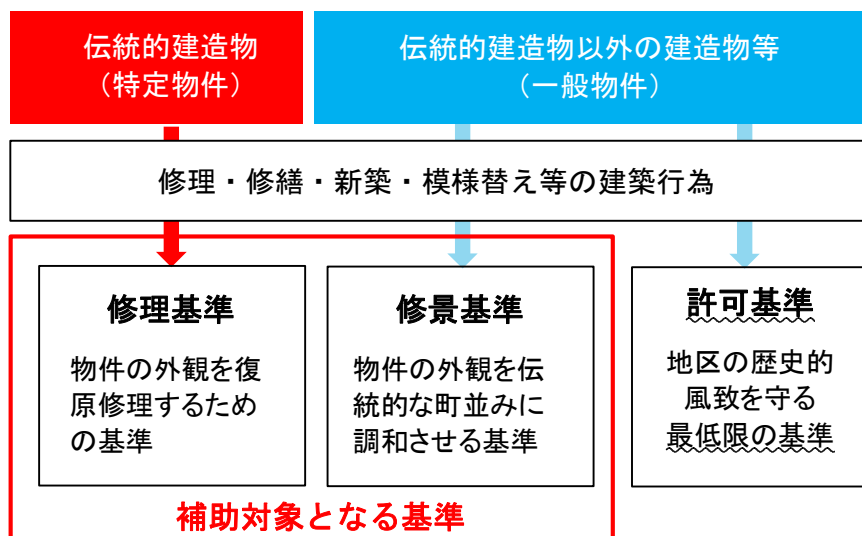 伝統的建造物
（特定物件）
伝統的建造物以外の建造物等
（一般物件）
修理・修繕・新築・模様替え等の建築行為
修理基準
物件の外観を復
原修理するため
の基準
修景基準
物件の外観を伝
統的な町並みに
調和させる基準
許可基準
地区の歴史的
風致を守る
最低限の基準
補助対象となる基準